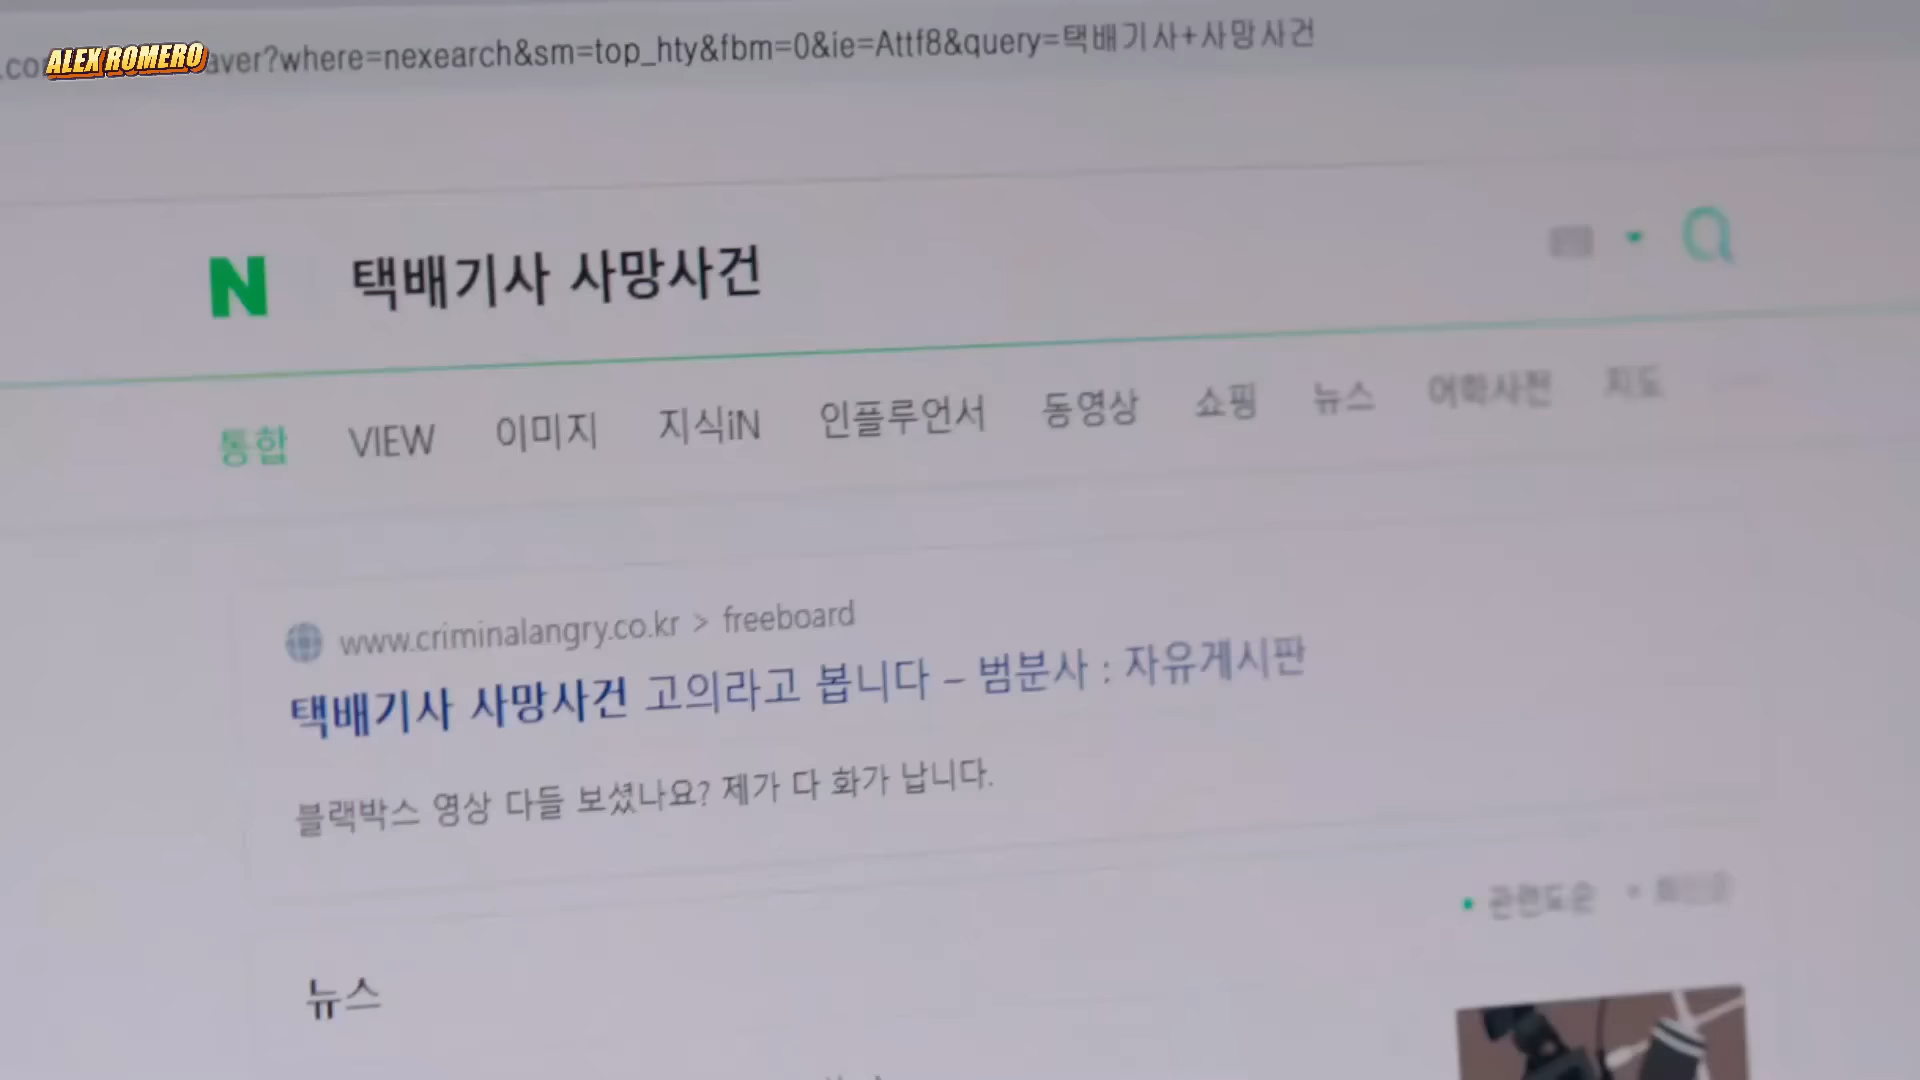 .co
ALEX ROMERO
aver?where=nexearch&sm=top_hty&fbm=0&ie=Attf8&query=택배기사+사망사건
N 택배기사 사망사건
통합 VIEW 이미지 지식iN 인플루언서 동영상 쇼핑 뉴스 어학사전 지도
www.criminalangry.co.kr > freeboard
택배기사 사망사건 고의라고 봅니다 – 범분사 : 자유게시판
블랙박스 영상 다들 보셨나요? 제가 다 화가 납니다.
• 관련도순 • 최신순
뉴스